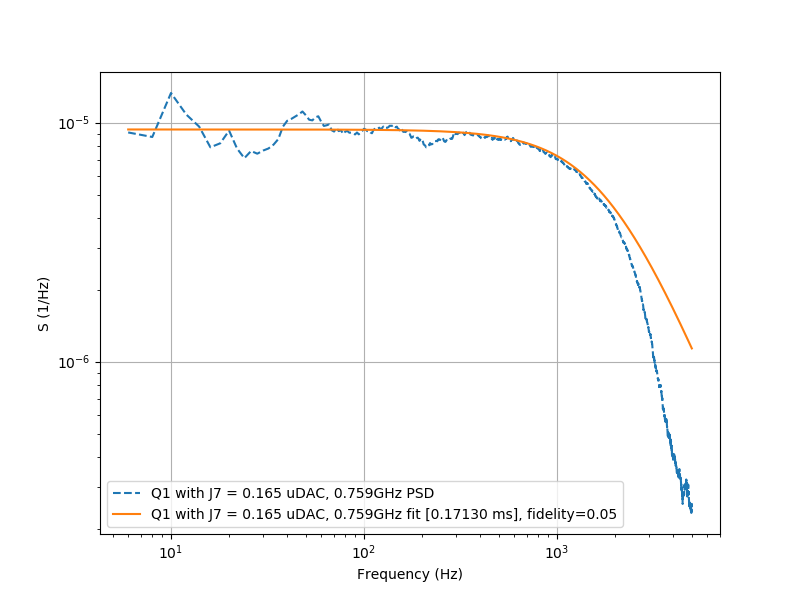 10⁻⁵
10⁻⁶
S (1/Hz)
Q1 with J7 = 0.165 uDAC, 0.759GHz PSD
Q1 with J7 = 0.165 uDAC, 0.759GHz fit [0.17130 ms], fidelity=0.05
10¹
10²
10³
Frequency (Hz)